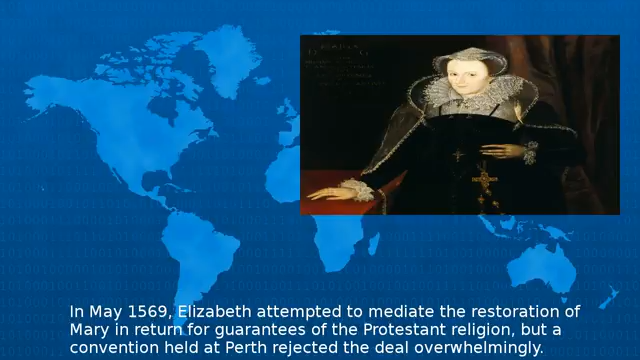 In May 1569, Elizabeth attempted to mediate the restoration of
Mary in return for guarantees of the Protestant religion, but a
convention held at Perth rejected the deal overwhelmingly.